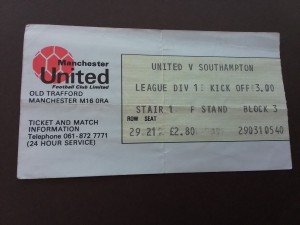 Manchester
United
Football Club Limited
OLD TRAFFORD
MANCHESTER M16 0RA
TICKET AND MATCH
INFORMATION
Telephone 061-872 7771
(24 HOUR SERVICE)
UNITED V SOUTHAMPTON
LEAGUE DIV 1: KICK OFF: 3.00
STAIR 1 F STAND BLOCK 3
ROW SEAT
29 21 £2.80 29031 0540